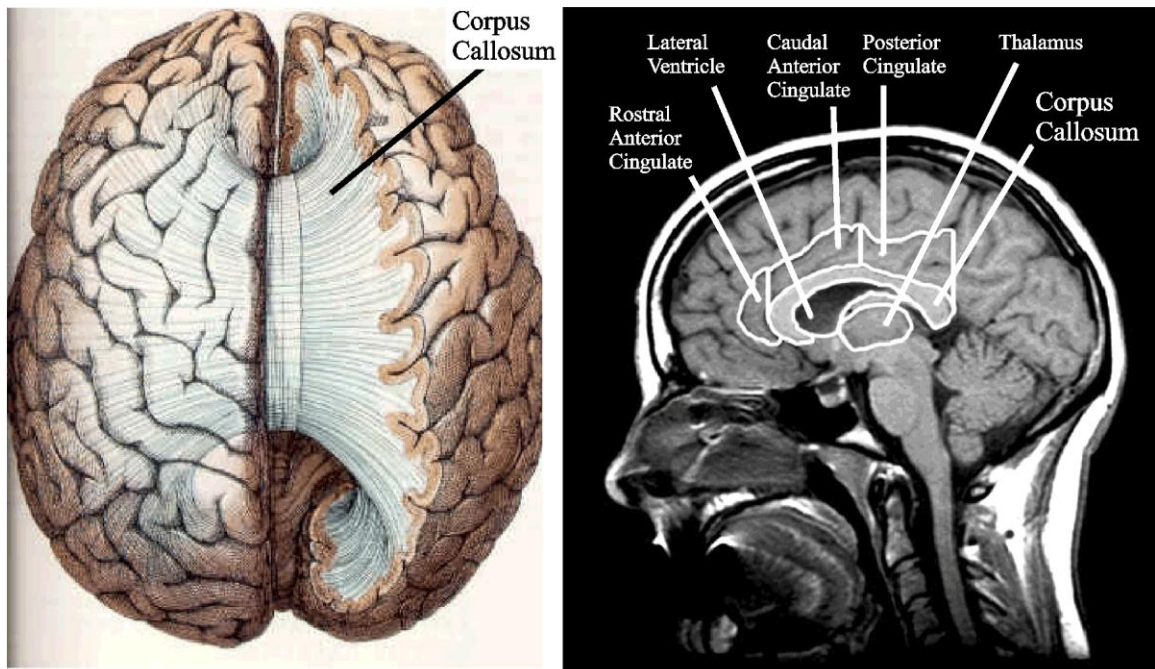 Corpus
Callosum
Lateral
Ventricle
Caudal
Anterior
Cingulate
Posterior
Cingulate
Thalamus
Rostral
Anterior
Cingulate
Corpus
Callosum